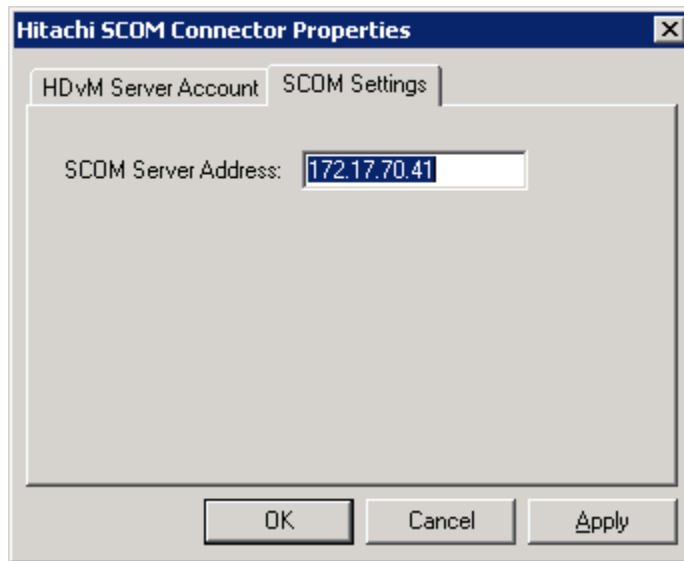 Hitachi SCOM Connector Properties
HDvM Server Account SCOM Settings
SCOM Server Address: 172.17.70.41
OK Cancel Apply